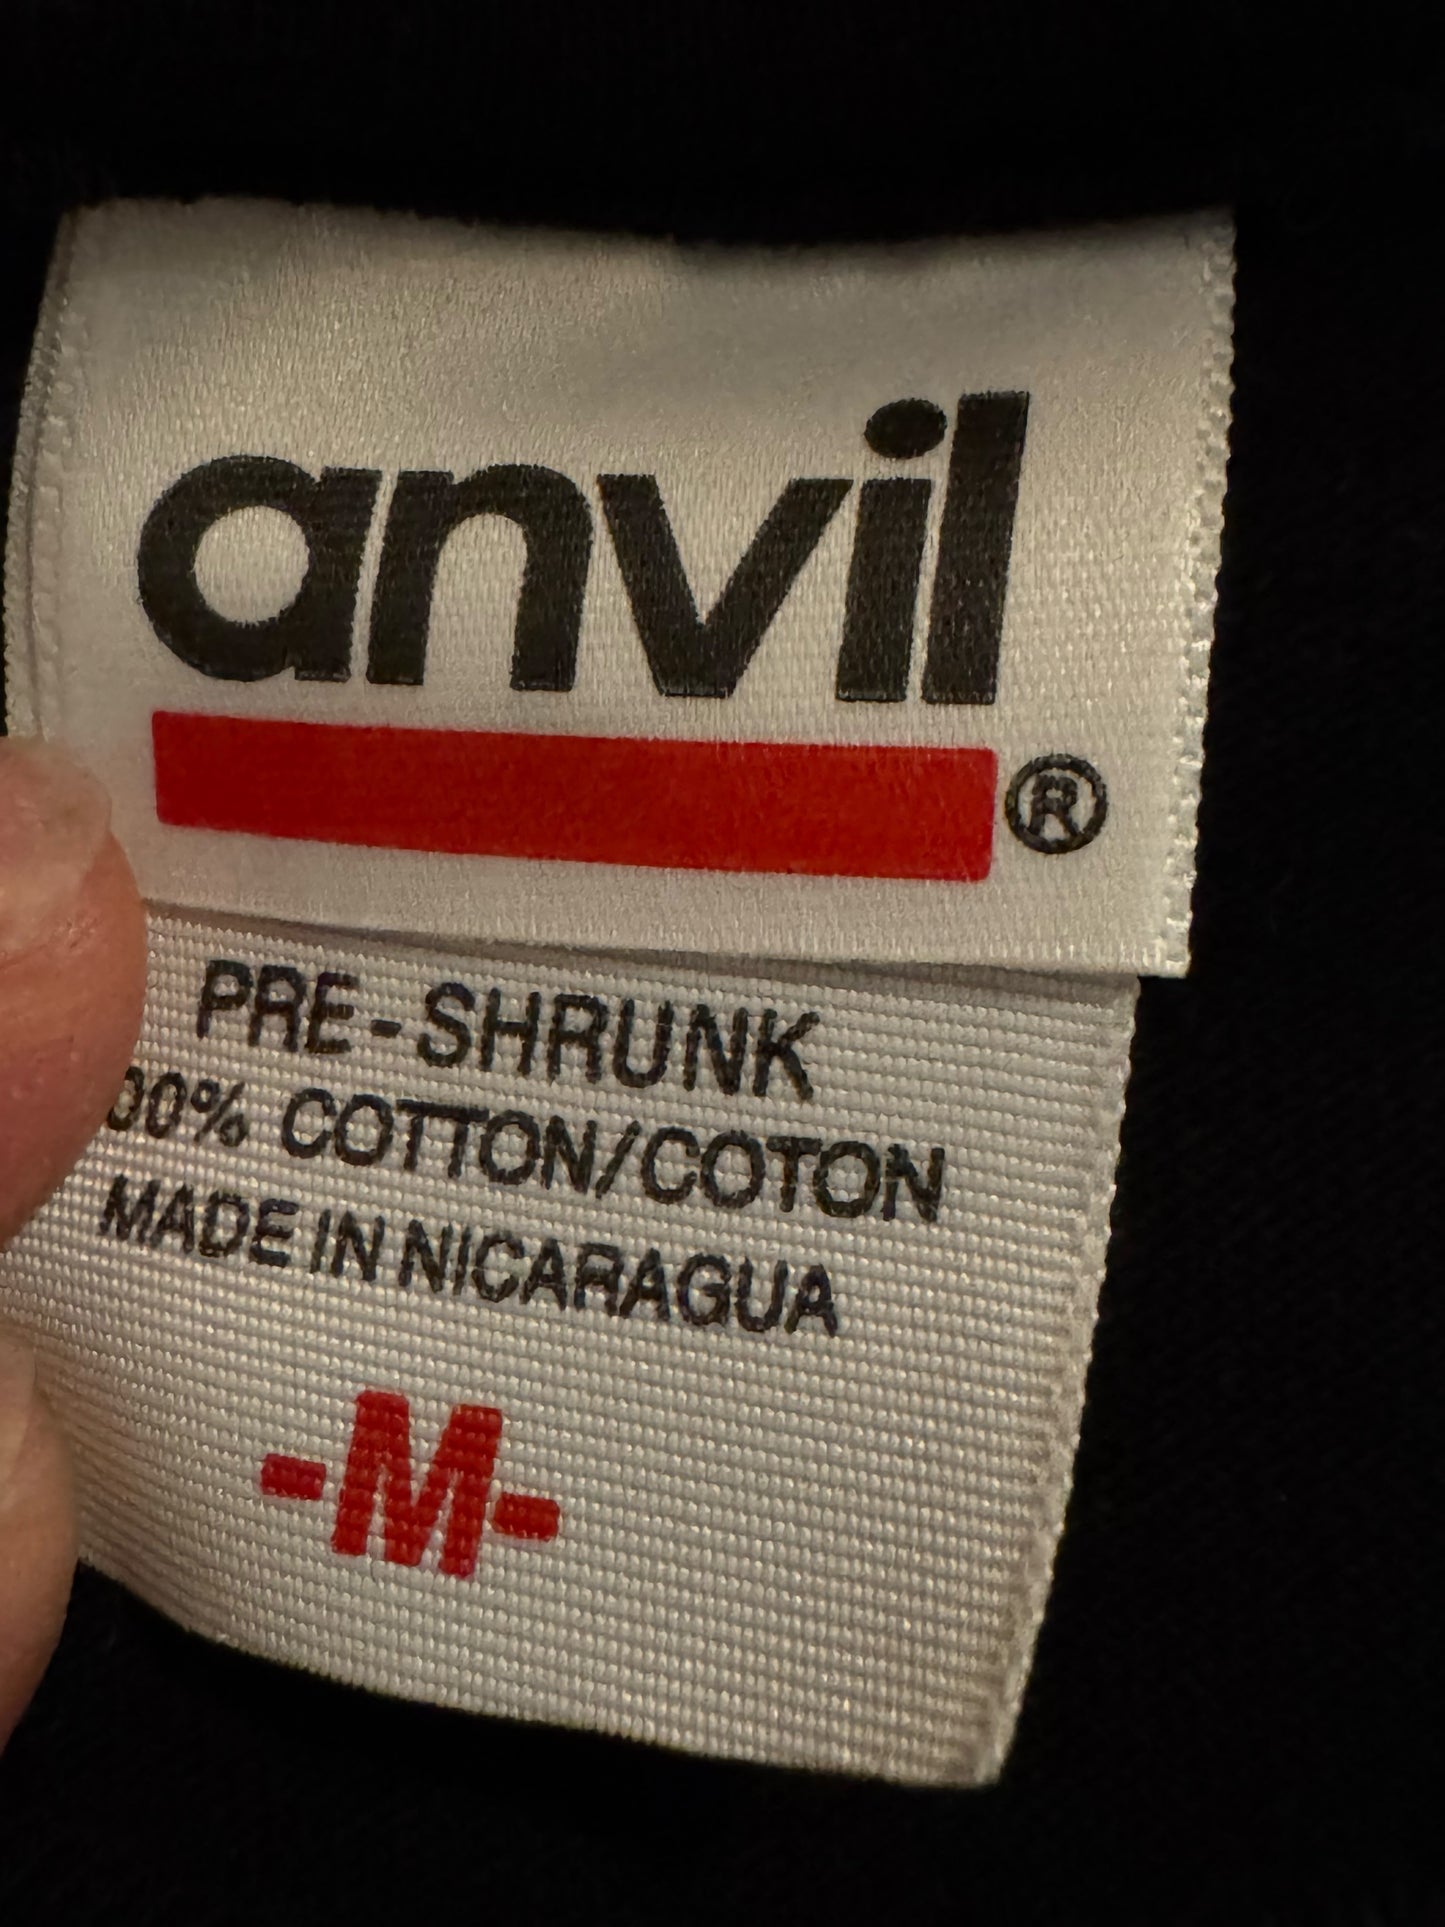 anvil
®
PRE-SHRUNK
00% COTTON/COTON
MADE IN NICARAGUA
-M-